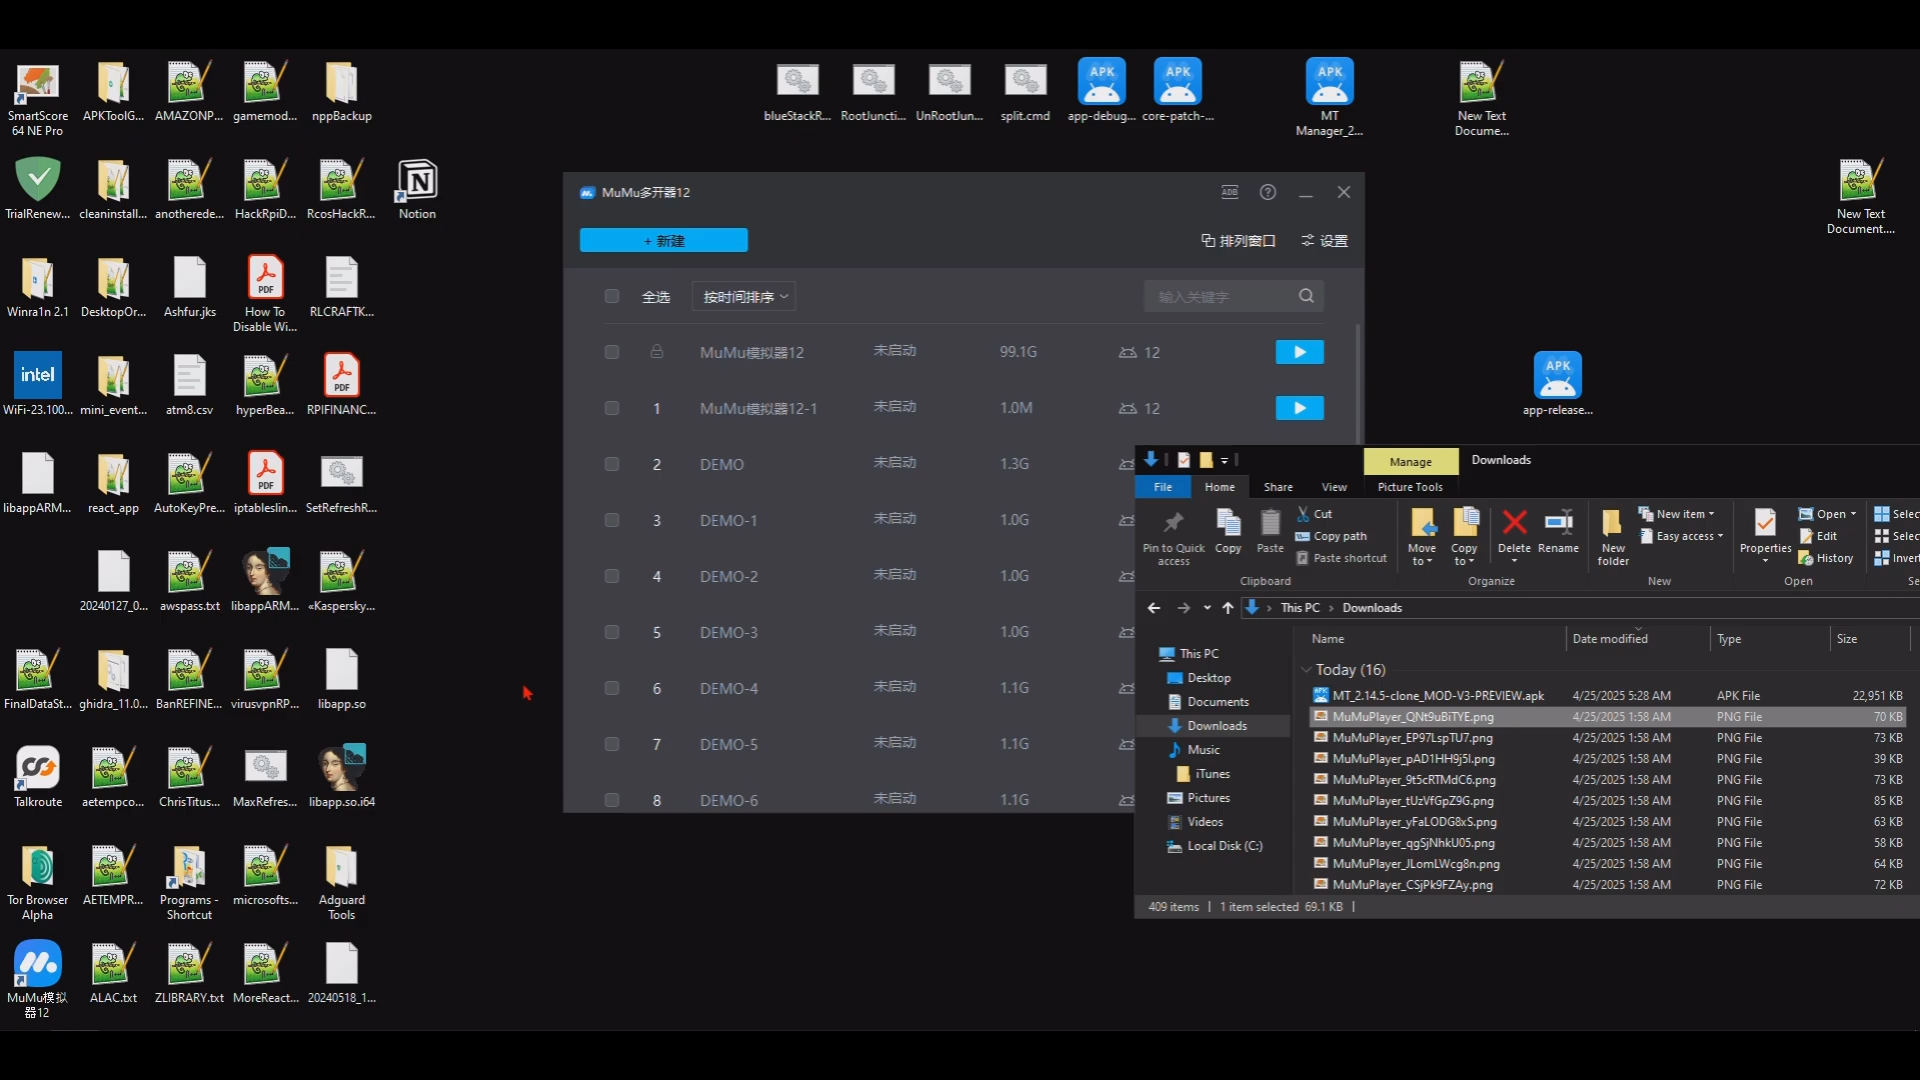 SmartScore
64 NE Pro
APKToolG...
AMAZONP...
gamemod...
nppBackup
blueStackR...
RootJuncti...
UnRootJun...
split.cmd
APK
app-debug...
APK
core-patch-...
APK
MT
Manager_2...
New Text
Docume...
TrialRenew...
cleaninstall...
anotherede...
HackRpiD...
RcosHackR...
Notion
New Text
Document....
Winra1n 2.1
DesktopOr...
Ashfur.jks
PDF
How To
Disable Wi...
RLCRAFTK...
intel
WiFi-23.100...
mini_event...
atm8.csv
hyperBea...
PDF
RPIFINANC...
APK
app-release...
libappARM...
react_app
AutoKeyPre...
PDF
iptableslin...
SetRefreshR...
20240127_0...
awspass.txt
libappARM...
«Kaspersky...
FinalDataSt...
ghidra_11.0...
BanREFINE...
virusvpnRP...
libapp.so
Talkroute
aetempco...
ChrisTitus...
MaxRefres...
libapp.so.i64
Tor Browser
Alpha
AETEMPR...
Programs -
Shortcut
microsofts...
Adguard
Tools
MuMu模拟
器12
ALAC.txt
ZLIBRARY.txt
MoreReact...
20240518_1...
MuMu多开器12
ADB
+ 新建
排列窗口
设置
全选
按时间排序
输入关键字
MuMu模拟器12 未启动 99.1G 12
1 MuMu模拟器12-1 未启动 1.0M 12
2 DEMO 未启动 1.3G
3 DEMO-1 未启动 1.0G
4 DEMO-2 未启动 1.0G
5 DEMO-3 未启动 1.0G
6 DEMO-4 未启动 1.1G
7 DEMO-5 未启动 1.1G
8 DEMO-6 未启动 1.1G
Manage Downloads
File Home Share View Picture Tools
Pin to Quick
access
Copy
Paste
Cut
Copy path
Paste shortcut
Clipboard
Move
to
Copy
to
Delete
Rename
Organize
New
folder
New item
Easy access
New
Properties
Open
Edit
History
Open
Selec
Selec
Invert
Se
This PC › Downloads
This PC
Desktop
Documents
Downloads
Music
iTunes
Pictures
Videos
Local Disk (C:)
Name Date modified Type Size
Today (16)
MT_2.14.5-clone_MOD-V3-PREVIEW.apk 4/25/2025 5:28 AM APK File 22,951 KB
MuMuPlayer_QNt9uBiTYE.png 4/25/2025 1:58 AM PNG File 70 KB
MuMuPlayer_EP97LspTU7.png 4/25/2025 1:58 AM PNG File 73 KB
MuMuPlayer_pAD1HH9j5l.png 4/25/2025 1:58 AM PNG File 39 KB
MuMuPlayer_9t5cRTMdC6.png 4/25/2025 1:58 AM PNG File 73 KB
MuMuPlayer_tUzVfGpZ9G.png 4/25/2025 1:58 AM PNG File 85 KB
MuMuPlayer_yFaLODG8xS.png 4/25/2025 1:58 AM PNG File 63 KB
MuMuPlayer_qgSjNhkU05.png 4/25/2025 1:58 AM PNG File 58 KB
MuMuPlayer_JLomLWcg8n.png 4/25/2025 1:58 AM PNG File 64 KB
MuMuPlayer_CSjPk9FZAy.png 4/25/2025 1:58 AM PNG File 72 KB
409 items 1 item selected 69.1 KB